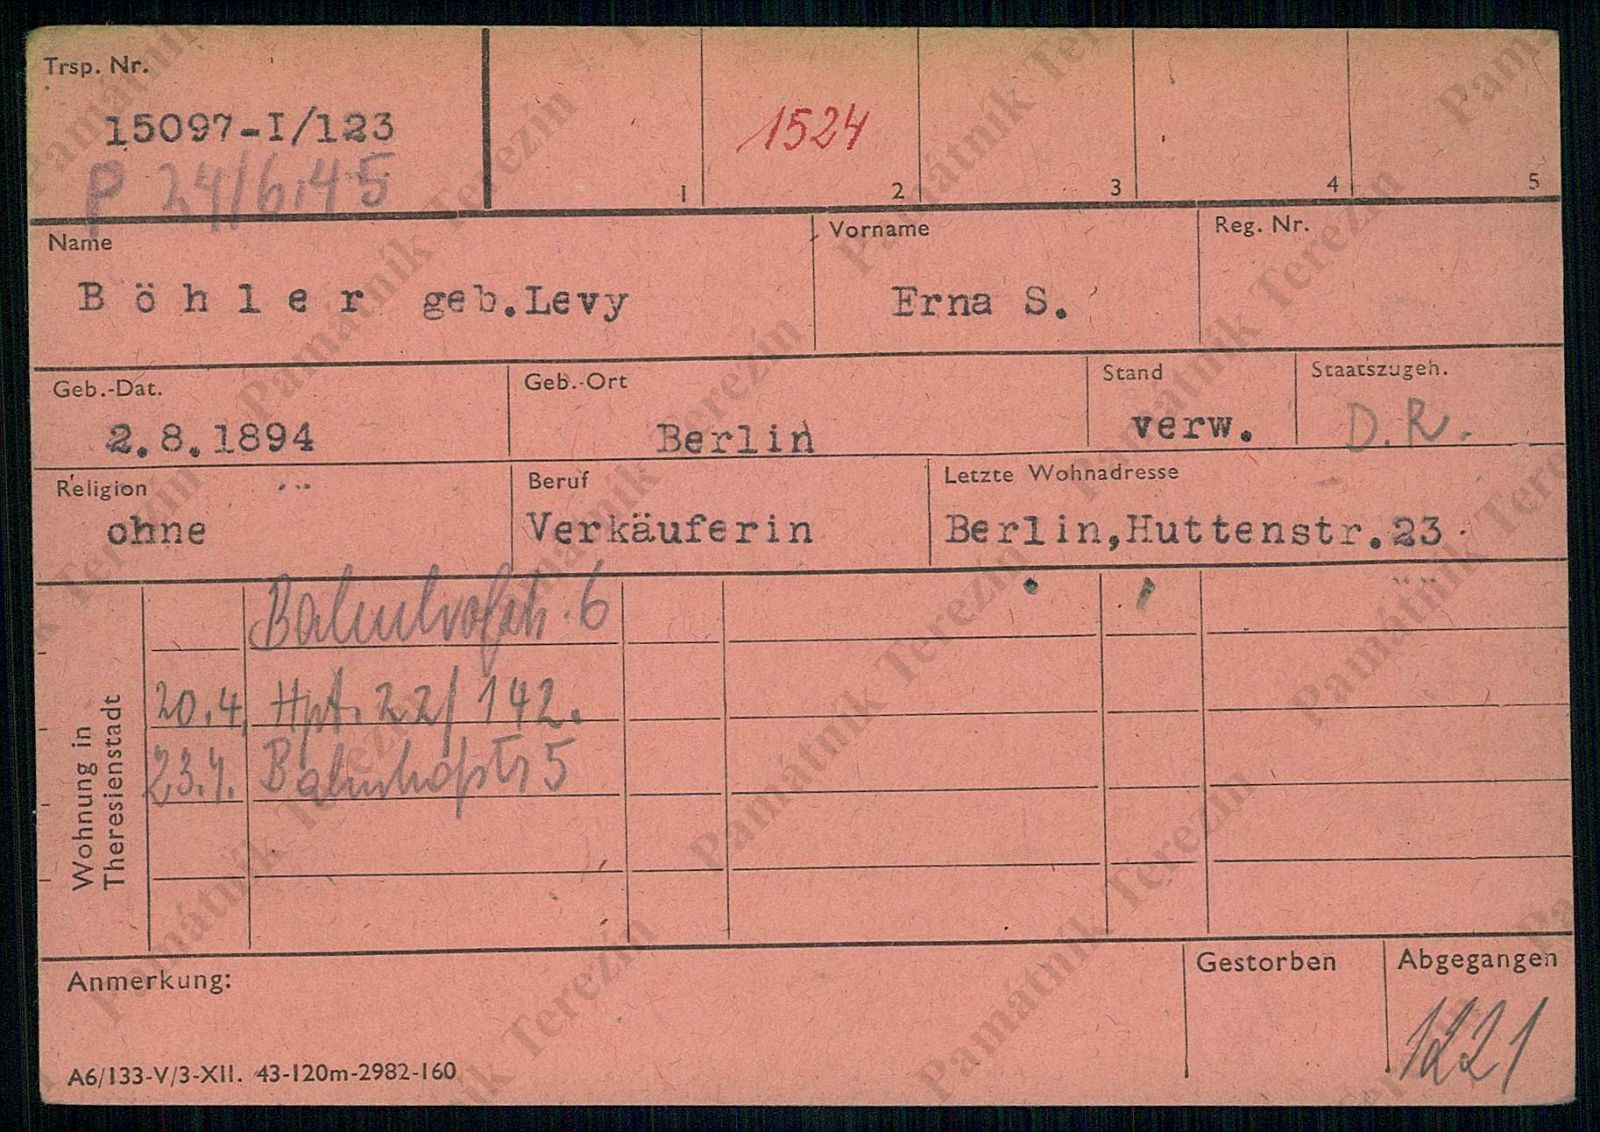 Trsp. Nr.
15097-I/123
P 24/6.45
1524
1 2 3 4 5
Name
Böhler geb.Levy
Vorname
Erna S.
Reg. Nr.
Geb.-Dat.
2.8.1894
Geb.-Ort
Berlin
Stand
verw.
Staatszugeh.
D.R.
Religion
ohne
Beruf
Verkäuferin
Letzte Wohnadresse
Berlin,Huttenstr.23
Wohnung in
Theresienstadt
Bahnhofstr. 6
20.4. Hpt. 22/142.
23.4. Bahnhofstr 5
Anmerkung:
Gestorben
Abgegangen
1221
A6/133-V/3-XII. 43-120m-2982-160
Památník Terezín